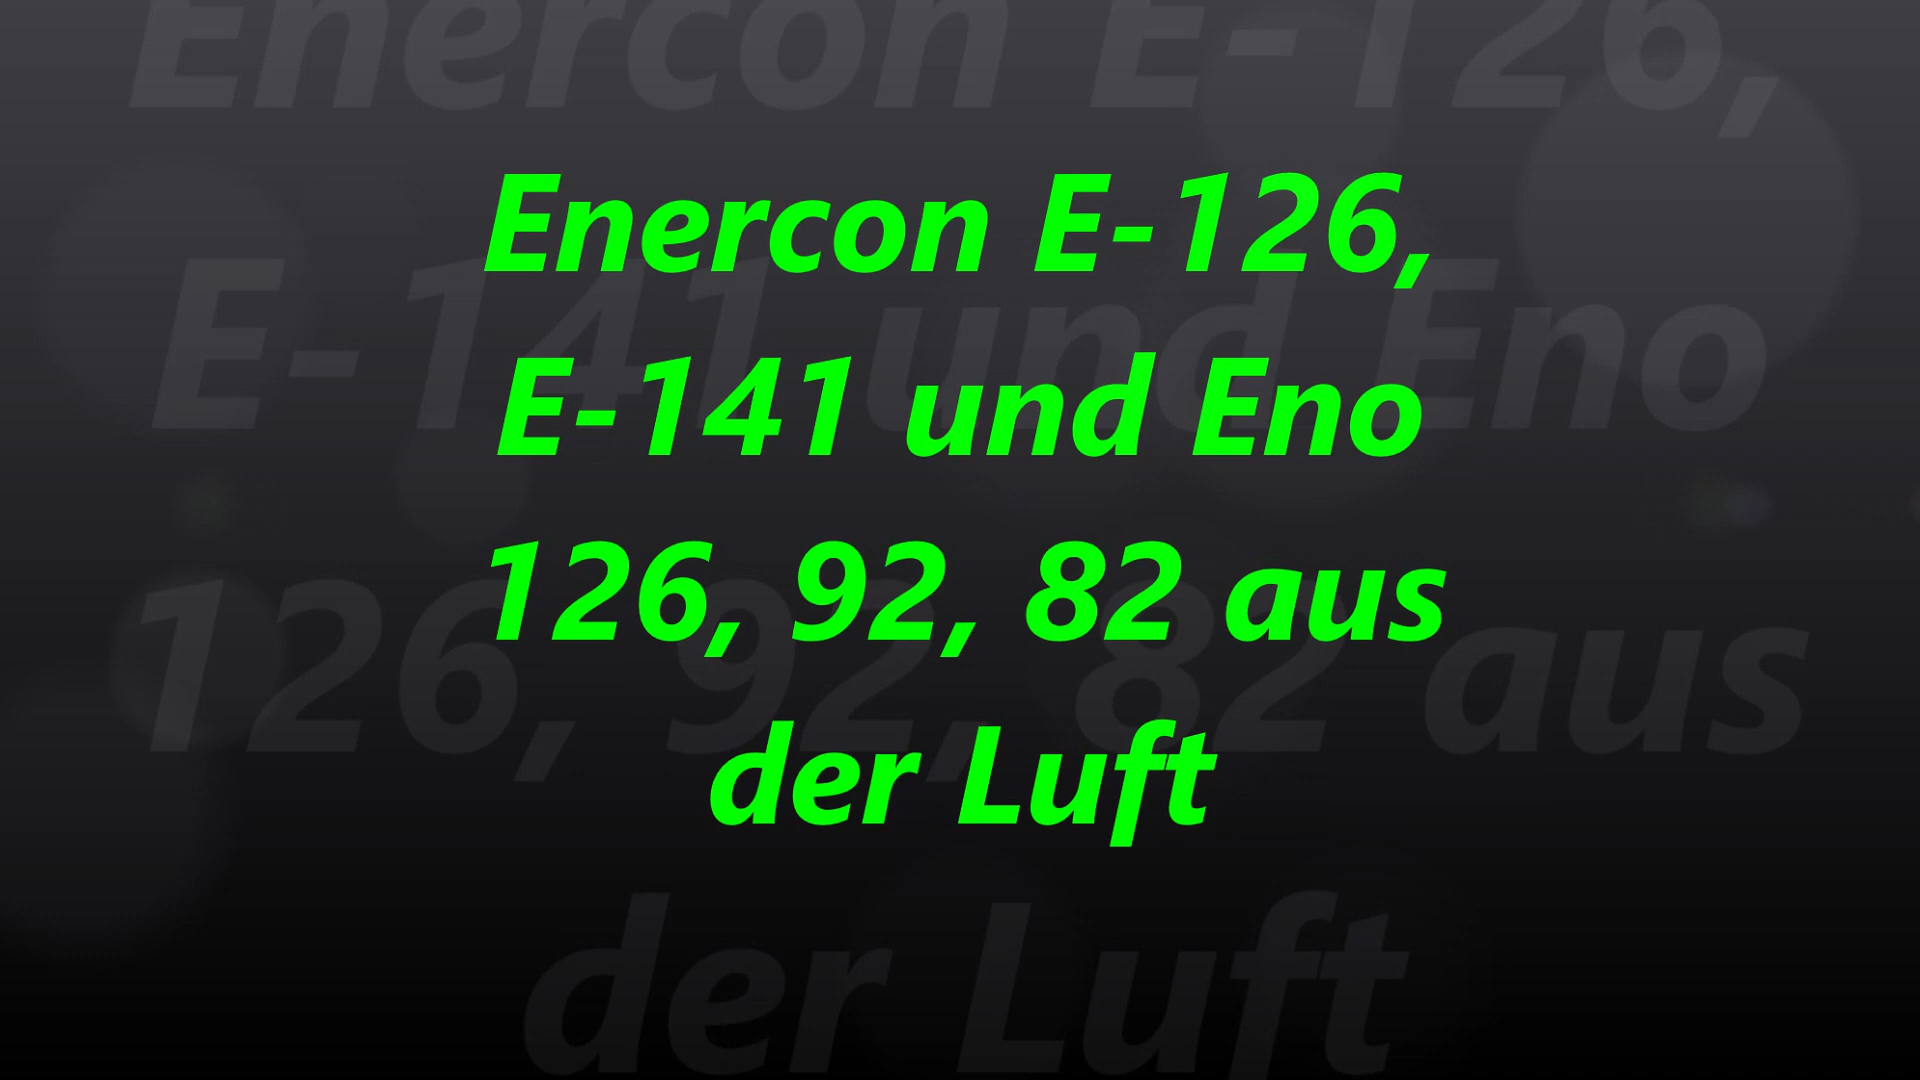 Enercon E-126,
E-141 und Eno
126, 92, 82 aus
der Luft